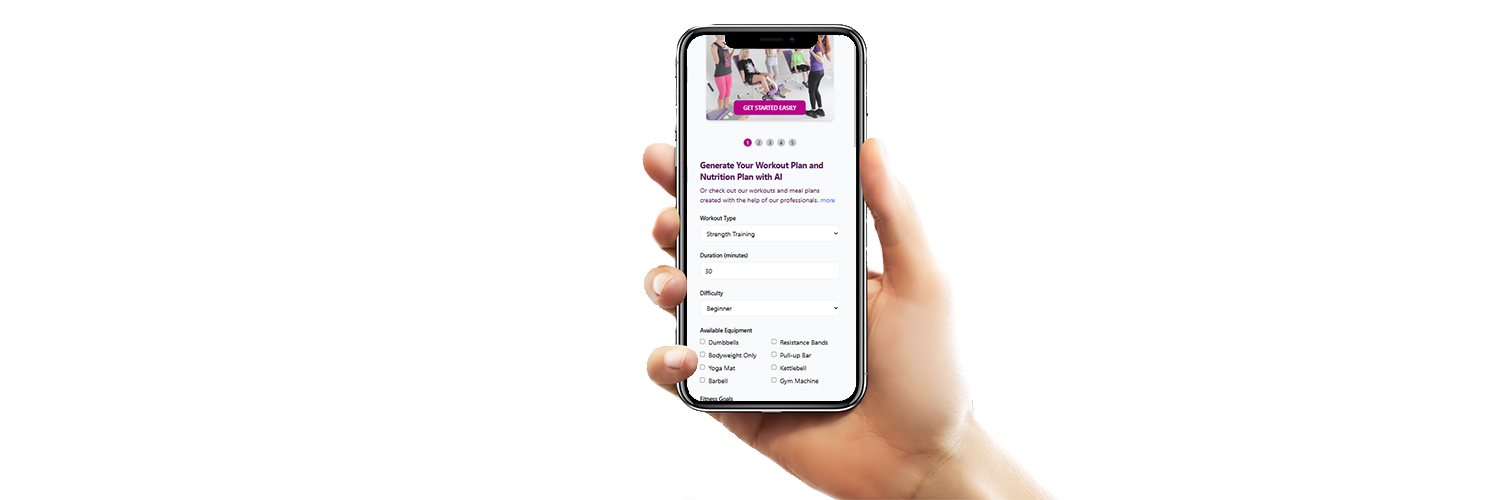 GET STARTED EASILY
1 2 3 4 5
Generate Your Workout Plan and
Nutrition Plan with AI
Or check out our workouts and meal plans
created with the help of our professionals. more
Workout Type
Strength Training
Duration (minutes)
30
Difficulty
Beginner
Available Equipment
Dumbbells Resistance Bands
Bodyweight Only Pull-up Bar
Yoga Mat Kettlebell
Barbell Gym Machine
Fitness Goals